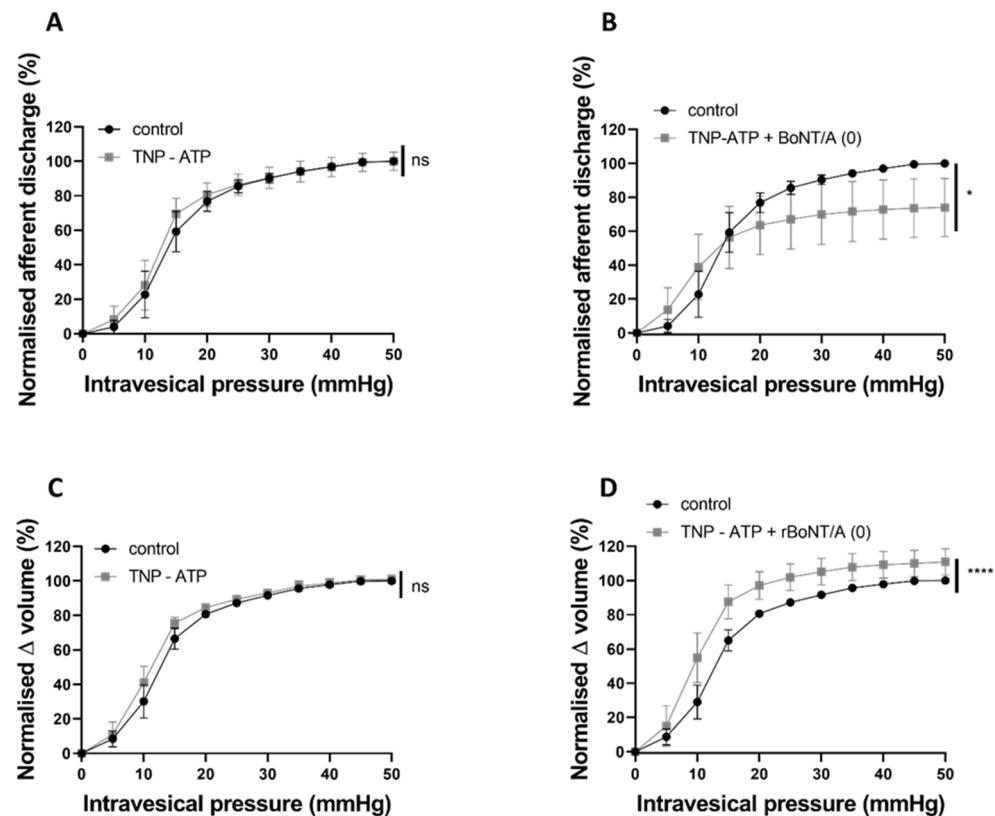 A
Normalised afferent discharge (%)
control
TNP - ATP
120
100
80
60
40
20
0
ns
0 10 20 30 40 50
Intravesical pressure (mmHg)
B
Normalised afferent discharge (%)
control
TNP-ATP + BoNT/A (0)
120
100
80
60
40
20
0
*
0 10 20 30 40 50
Intravesical pressure (mmHg)
C
Normalised Δ volume (%)
control
TNP - ATP
120
100
80
60
40
20
0
ns
0 10 20 30 40 50
Intravesical pressure (mmHg)
D
Normalised Δ volume (%)
control
TNP - ATP + rBoNT/A (0)
120
100
80
60
40
20
0
****
0 10 20 30 40 50
Intravesical pressure (mmHg)